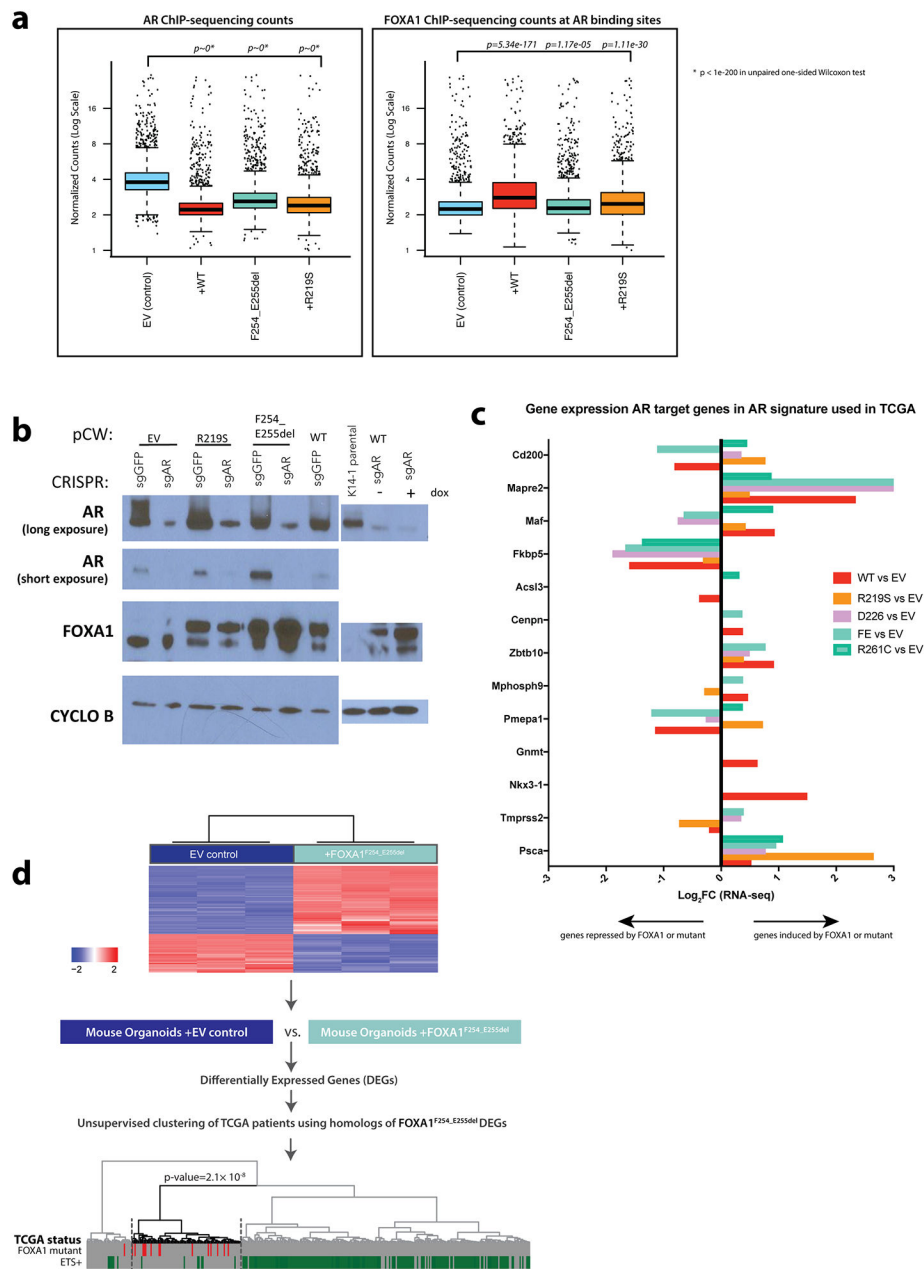 a
AR ChIP-sequencing counts
p~0*
p~0*
p~0*
Normalized Counts (Log Scale)
16
8
4
2
1
EV (control)
+WT
F254_E255del
+R219S
FOXA1 ChIP-sequencing counts at AR binding sites
p=5.34e-171
p=1.17e-05
p=1.11e-30
Normalized Counts (Log Scale)
16
8
4
2
1
EV (control)
+WT
F254_E255del
+R219S
* p < 1e-200 in unpaired one-sided Wilcoxon test
b
pCW:
EV
R219S
F254_
E255del
WT
WT
CRISPR:
sgGFP
sgAR
sgGFP
sgAR
sgGFP
sgAR
sgGFP
K14-1 parental
sgAR
sgAR
- + dox
AR
(long exposure)
AR
(short exposure)
FOXA1
CYCLO B
c
Gene expression AR target genes in AR signature used in TCGA
Cd200
Mapre2
Maf
Fkbp5
Acsl3
Cenpn
Zbtb10
Mphosph9
Pmepa1
Gnmt
Nkx3-1
Tmprss2
Psca
WT vs EV
R219S vs EV
D226 vs EV
FE vs EV
R261C vs EV
-3 -2 -1 0 1 2 3
Log2FC (RNA-seq)
genes repressed by FOXA1 or mutant
genes induced by FOXA1 or mutant
d
EV control
+FOXA1F254_E255del
−2 2
Mouse Organoids +EV control vs. Mouse Organoids +FOXA1F254_E255del
Differentially Expressed Genes (DEGs)
Unsupervised clustering of TCGA patients using homologs of FOXA1F254_E255del DEGs
p-value=2.1× 10-8
TCGA status
FOXA1 mutant
ETS+